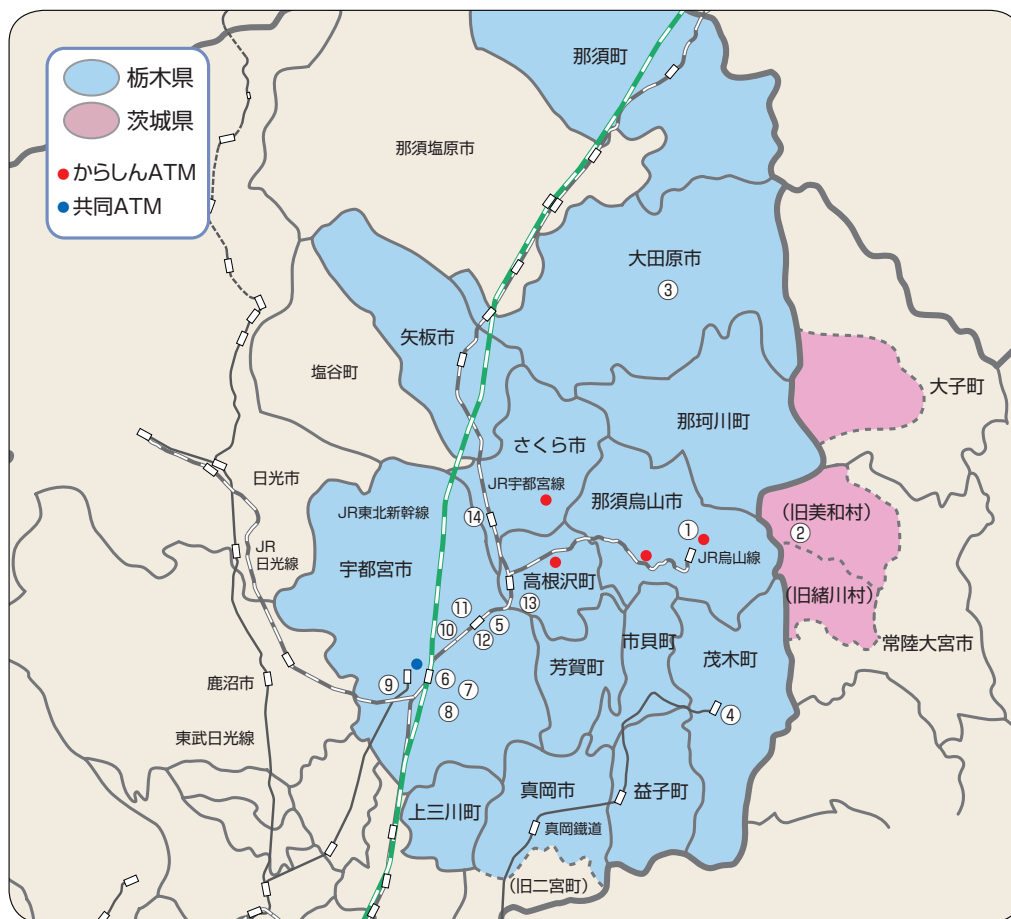 栃木県
茨城県
●からしんATM
●共同ATM
那須町
那須塩原市
大田原市
③
矢板市
塩谷町
大子町
那珂川町
さくら市
JR宇都宮線
日光市
JR東北新幹線
⑭
那須烏山市
①
JR烏山線
(旧美和村)
②
JR
日光線
宇都宮市
高根沢町
⑬
(旧緒川村)
⑪
⑩
⑫
⑤
市貝町
芳賀町
茂木町
常陸大宮市
鹿沼市
⑨
⑥
⑦
⑧
④
東武日光線
真岡市
益子町
上三川町
真岡鐵道
(旧二宮町)